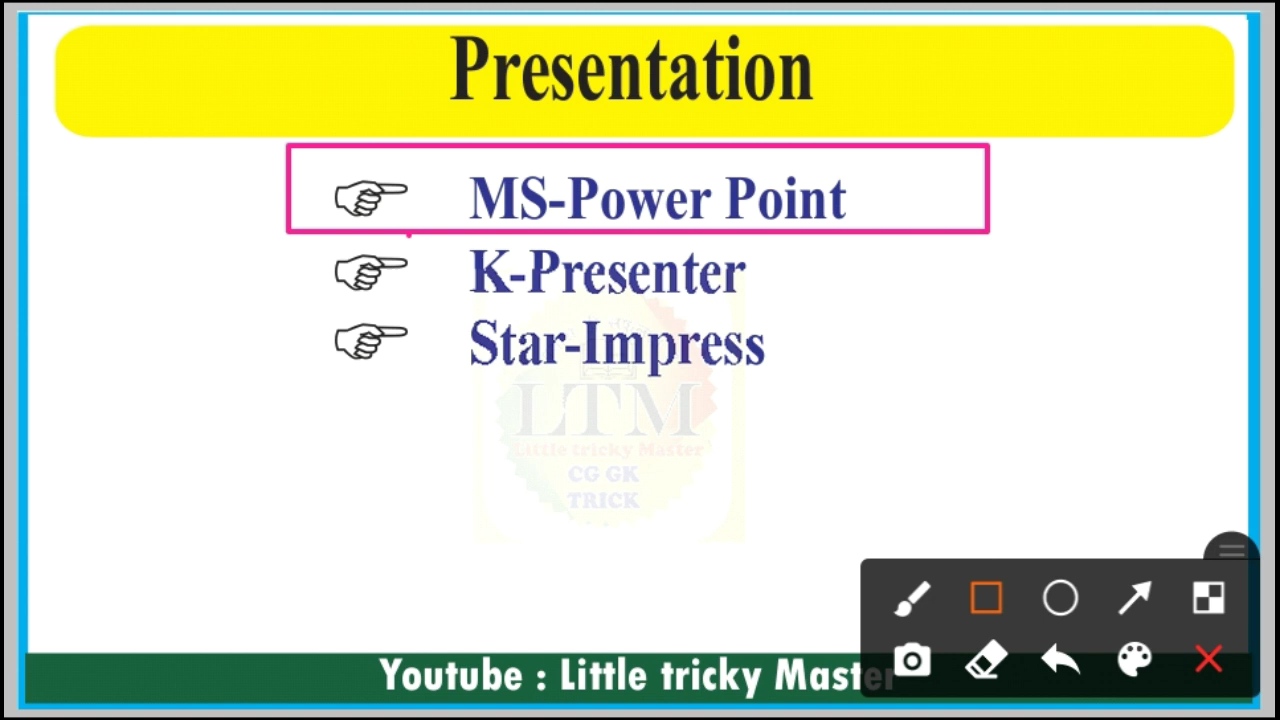 Presentation
MS-Power Point
K-Presenter
Star-Impress
LTM
Little tricky Master
CG GK
TRICK
Youtube : Little tricky Master